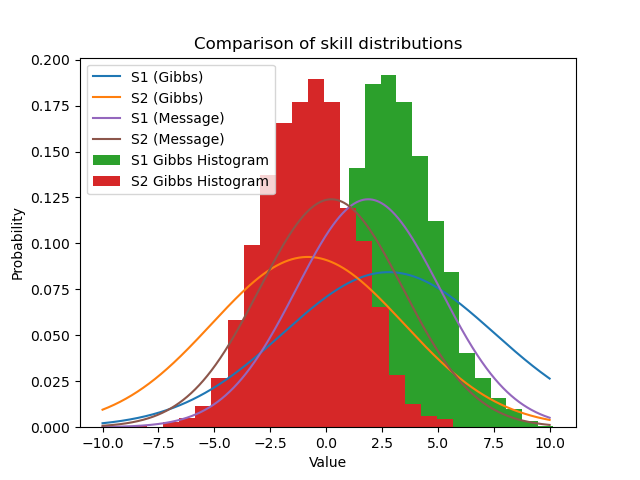 Comparison of skill distributions
S1 (Gibbs)
S2 (Gibbs)
S1 (Message)
S2 (Message)
S1 Gibbs Histogram
S2 Gibbs Histogram
Probability
0.200
0.175
0.150
0.125
0.100
0.075
0.050
0.025
0.000
−10.0 −7.5 −5.0 −2.5 0.0 2.5 5.0 7.5 10.0
Value